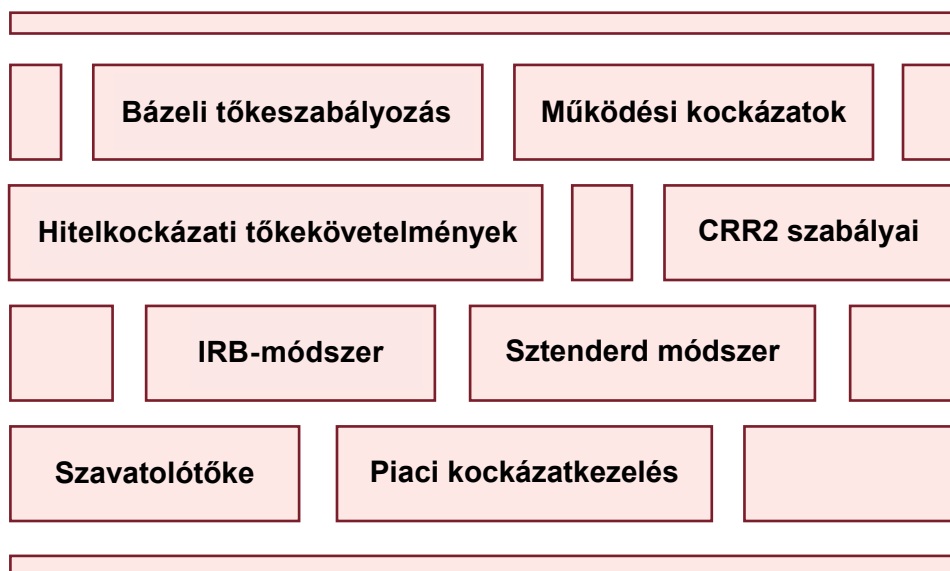 Bázeli tőkeszabályozás
Működési kockázatok
Hitelkockázati tőkekövetelmények
CRR2 szabályai
IRB-módszer
Sztenderd módszer
Szavatolótőke
Piaci kockázatkezelés